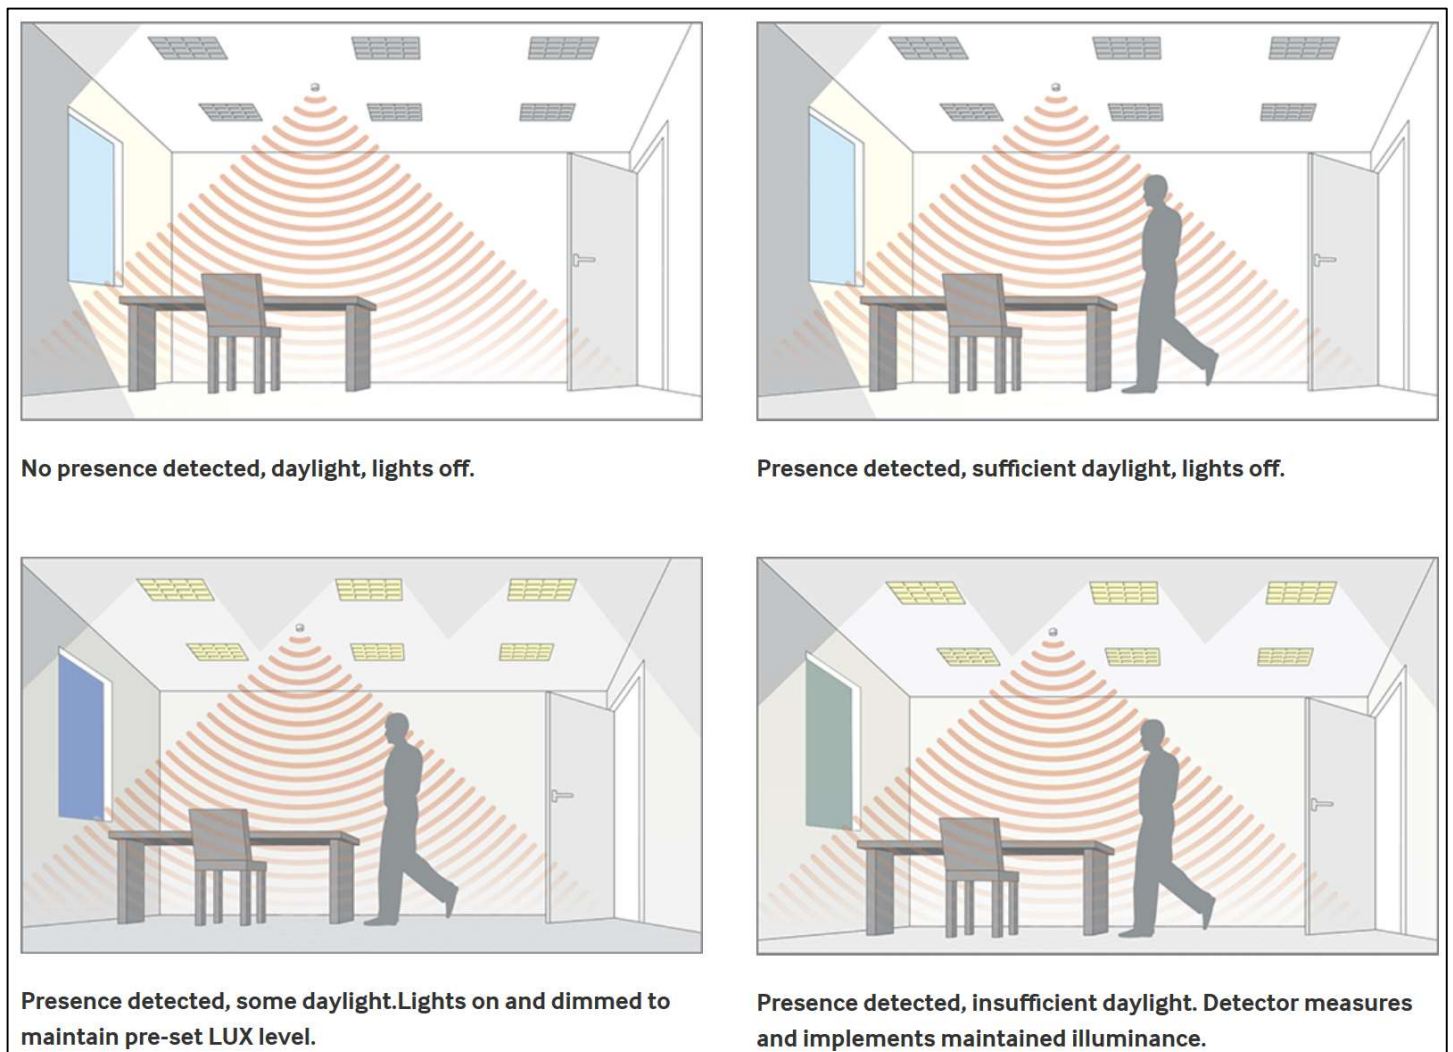 No presence detected, daylight, lights off.
Presence detected, sufficient daylight, lights off.
Presence detected, some daylight.Lights on and dimmed to
maintain pre-set LUX level.
Presence detected, insufficient daylight. Detector measures
and implements maintained illuminance.